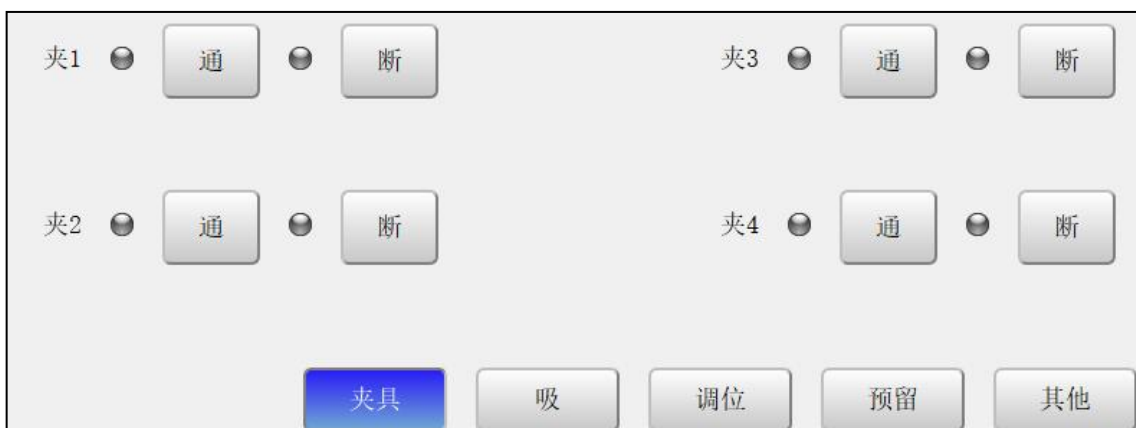 夹1 通 断 夹3 通 断
夹2 通 断 夹4 通 断
夹具 吸 调位 预留 其他